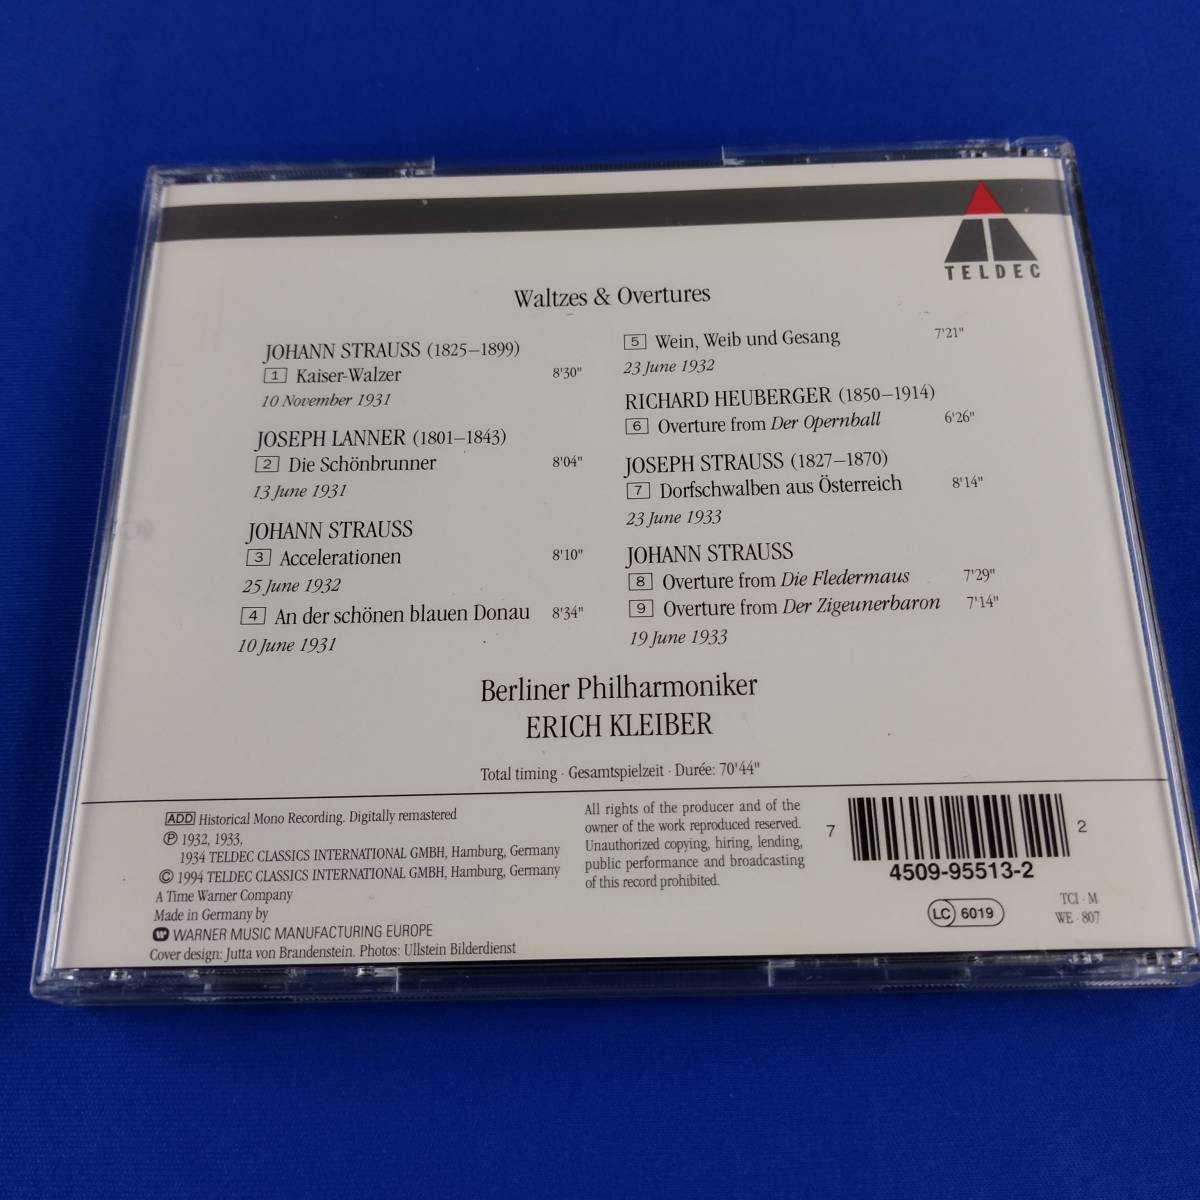 TELDEC
Waltzes & Overtures
JOHANN STRAUSS (1825–1899)
1 Kaiser-Walzer 8'30"
10 November 1931
JOSEPH LANNER (1801–1843)
2 Die Schönbrunner 8'04"
13 June 1931
JOHANN STRAUSS
3 Accelerationen 8'10"
25 June 1932
4 An der schönen blauen Donau 8'34"
10 June 1931
5 Wein, Weib und Gesang 7'21"
23 June 1932
RICHARD HEUBERGER (1850–1914)
6 Overture from Der Opernball 6'26"
JOSEPH STRAUSS (1827–1870)
7 Dorfschwalben aus Österreich 8'14"
23 June 1933
JOHANN STRAUSS
8 Overture from Die Fledermaus 7'29"
9 Overture from Der Zigeunerbaron 7'14"
19 June 1933
Berliner Philharmoniker
ERICH KLEIBER
Total timing · Gesamtspielzeit · Durée: 70'44"
ADD Historical Mono Recording. Digitally remastered
℗ 1932, 1933,
1934 TELDEC CLASSICS INTERNATIONAL GMBH, Hamburg, Germany
© 1994 TELDEC CLASSICS INTERNATIONAL GMBH, Hamburg, Germany
A Time Warner Company
Made in Germany by
WARNER MUSIC MANUFACTURING EUROPE
Cover design: Jutta von Brandenstein. Photos: Ullstein Bilderdienst
All rights of the producer and of the
owner of the work reproduced reserved.
Unauthorized copying, hiring, lending,
public performance and broadcasting
of this record prohibited.
7 4509-95513-2 2
LC 6019
TCI · M
WE · 807